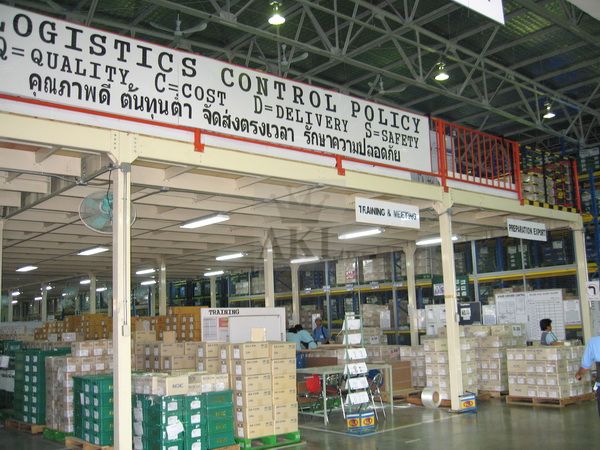 LOGISTICS CONTROL POLICY
Q=QUALITY C=COST D=DELIVERY S=SAFETY
คุณภาพดี ต้นทุนต่ำ จัดส่งตรงเวลา รักษาความปลอดภัย
TRAINING & MEETING
PREPARATION EXPORT
TRAINING
AKL